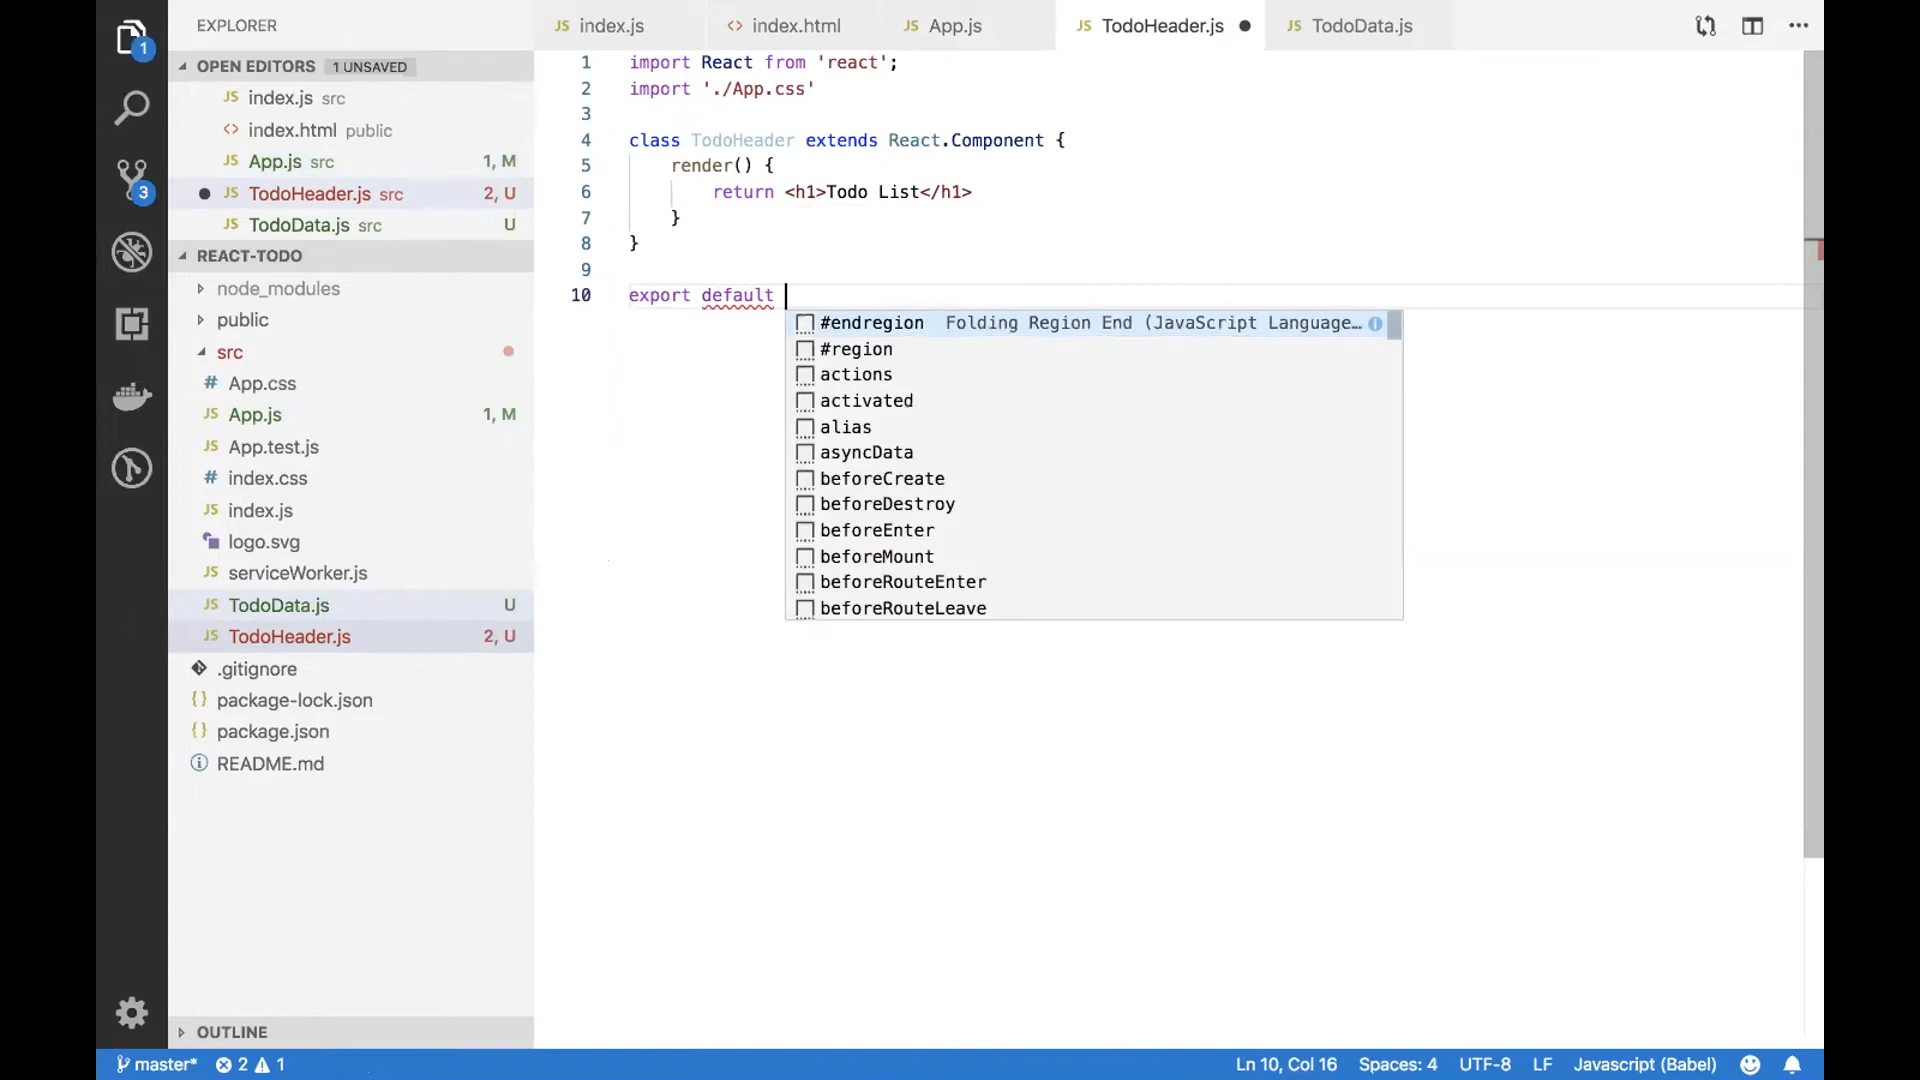 EXPLORER
OPEN EDITORS 1 UNSAVED
JS index.js src
<> index.html public
JS App.js src 1, M
JS TodoHeader.js src 2, U
JS TodoData.js src U
REACT-TODO
node_modules
public
src
# App.css
JS App.js 1, M
JS App.test.js
# index.css
JS index.js
logo.svg
JS serviceWorker.js
JS TodoData.js U
JS TodoHeader.js 2, U
.gitignore
{} package-lock.json
{} package.json
README.md
OUTLINE
1
3
JS index.js <> index.html JS App.js JS TodoHeader.js JS TodoData.js
1 import React from 'react';
2 import './App.css'
3
4 class TodoHeader extends React.Component {
5 render() {
6 return <h1>Todo List</h1>
7 }
8 }
9
10 export default
#endregion Folding Region End (JavaScript Language…
#region
actions
activated
alias
asyncData
beforeCreate
beforeDestroy
beforeEnter
beforeMount
beforeRouteEnter
beforeRouteLeave
master* 2 1 Ln 10, Col 16 Spaces: 4 UTF-8 LF Javascript (Babel)